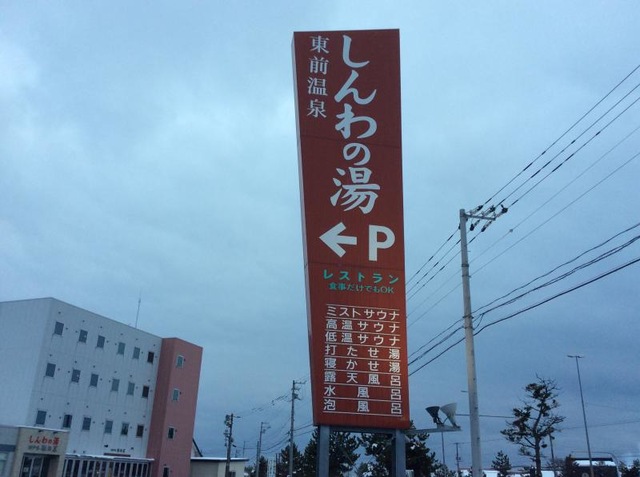 東前温泉
しんわの湯
←P
レストラン
食事だけでもOK
ミストサウナ
高温サウナ
低温サウナ
打たせ湯
寝かせ湯
露天風呂
水風呂
泡風呂
しんわの湯